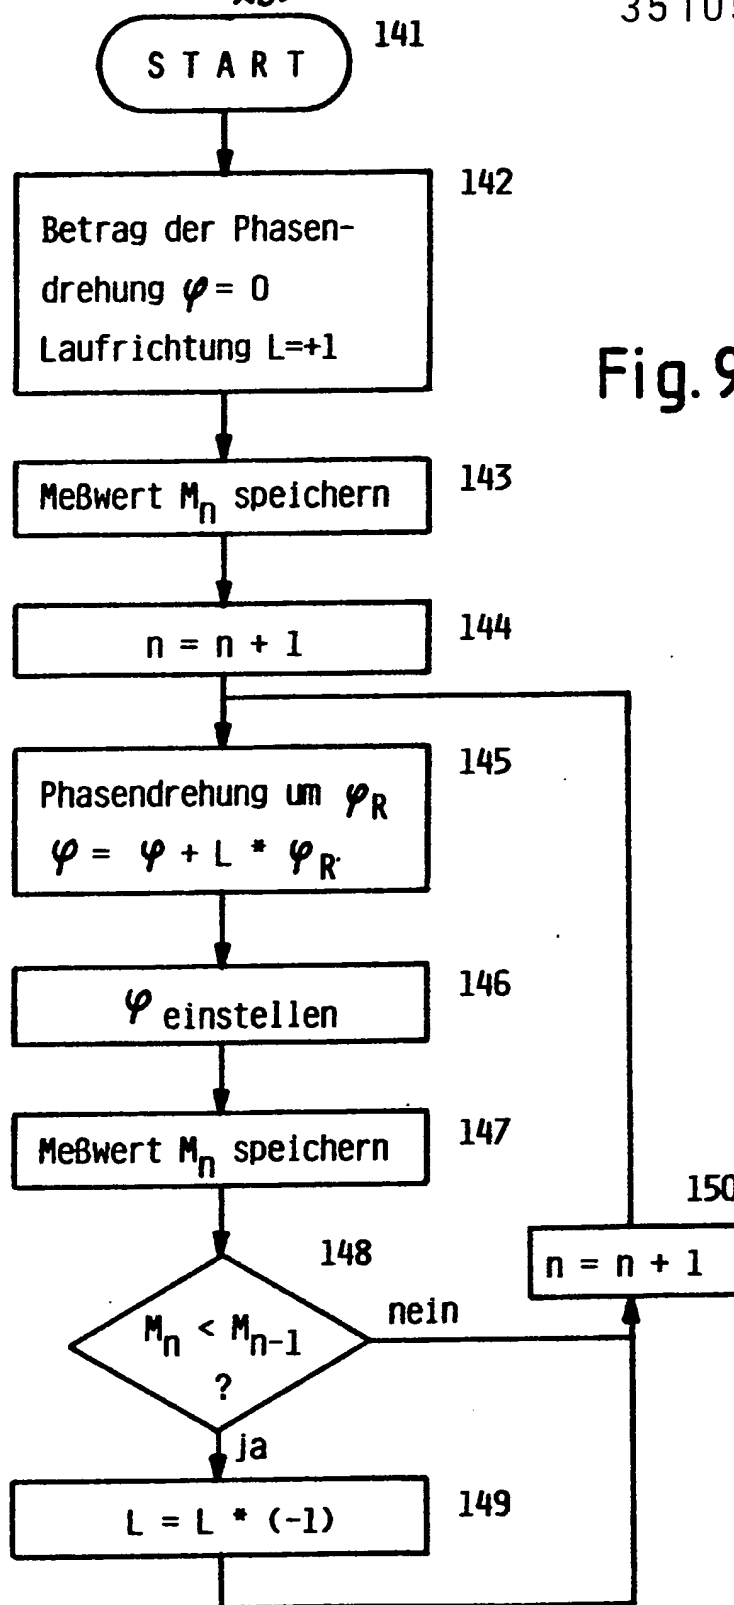 35105
S T A R T
141
142
Betrag der Phasen-
drehung φ = 0
Laufrichtung L=+1
Fig. 9
Meßwert Mn speichern
143
n = n + 1
144
Phasendrehung um φR
φ = φ + L * φR
145
φ einstellen
146
Meßwert Mn speichern
147
148
Mn < Mn-1
?
nein
150
n = n + 1
ja
L = L * (-1)
149